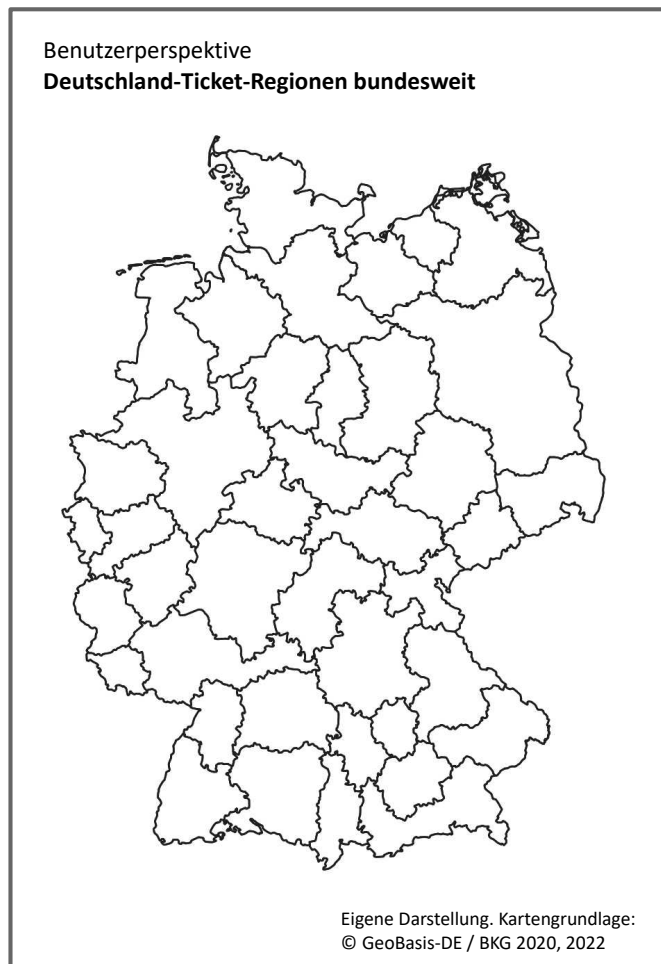 Benutzerperspektive
Deutschland-Ticket-Regionen bundesweit
Eigene Darstellung. Kartengrundlage:
© GeoBasis-DE / BKG 2020, 2022